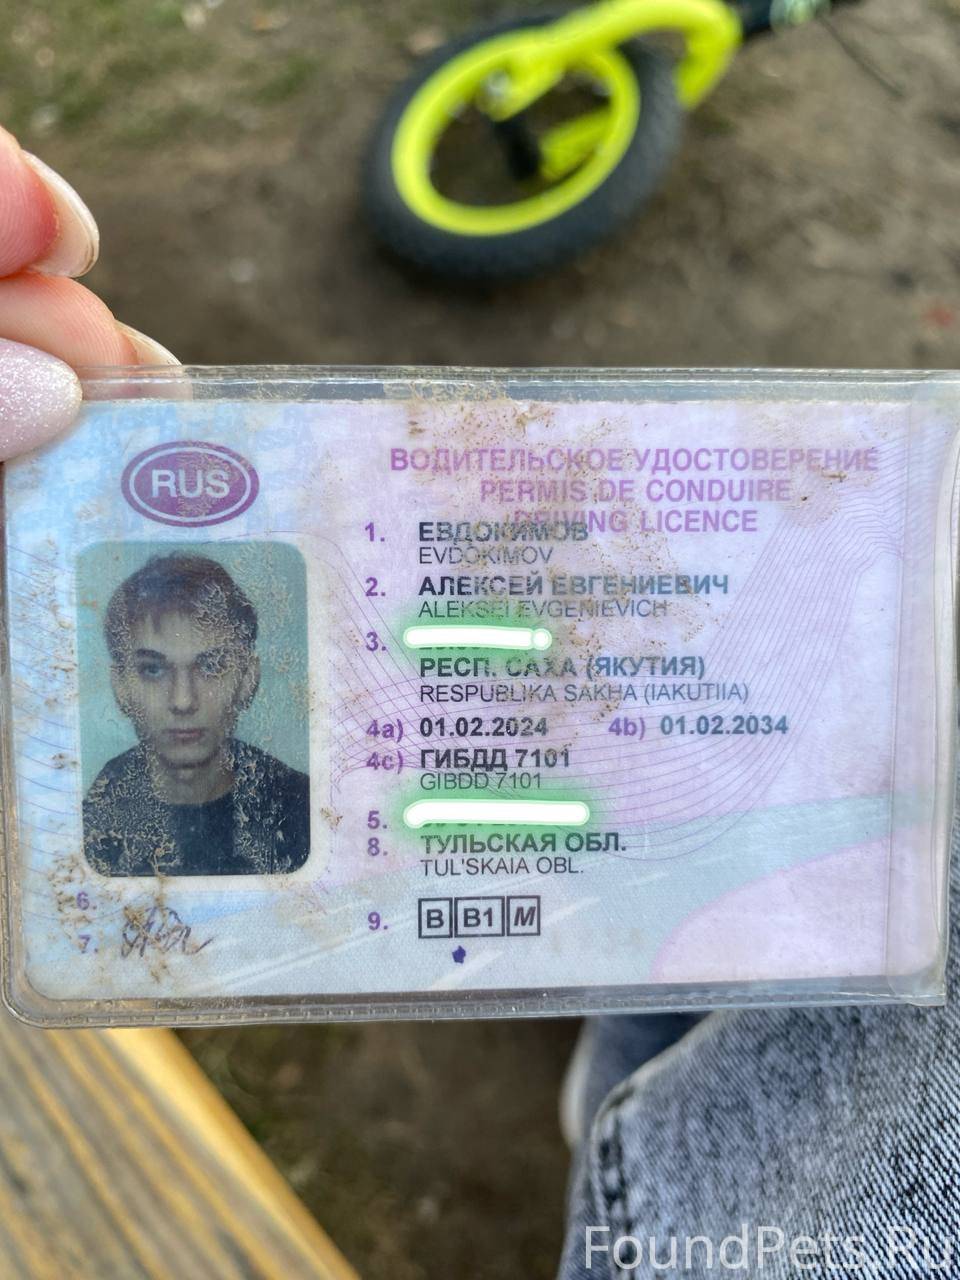 RUS
ВОДИТЕЛЬСКОЕ УДОСТОВЕРЕНИЕ
PERMIS DE CONDUIRE
DRIVING LICENCE
1. ЕВДОКИМОВ
EVDOKIMOV
2. АЛЕКСЕЙ ЕВГЕНИЕВИЧ
ALEKSEI EVGENIEVICH
3.
РЕСП. САХА (ЯКУТИЯ)
RESPUBLIKA SAKHA (IAKUTIIA)
4a) 01.02.2024 4b) 01.02.2034
4c) ГИБДД 7101
GIBDD 7101
5.
8. ТУЛЬСКАЯ ОБЛ.
TUL'SKAIA OBL.
6.
7.
9. B B1 M
FoundPets.Ru